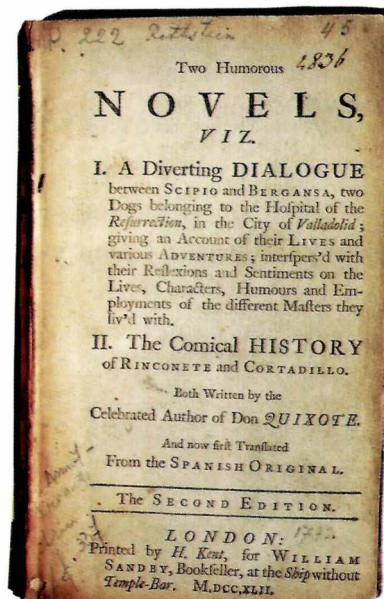 P. 222 Rothstein 45
4836
Two Humorous
NOVELS,
VIZ.
I. A Diverting DIALOGUE
between SCIPIO and BERGANSA, two
Dogs belonging to the Hoſpital of the
Reſurrection, in the City of Valladolid;
giving an Account of their LIVES and
various ADVENTURES; interſpers'd with
their Reflexions and Sentiments on the
Lives, Characters, Humours and Em-
ployments of the different Maſters they
liv'd with.
II. The Comical HISTORY
of RINCONETE and CORTADILLO.
Both Written by the
Celebrated Author of Don QUIXOTE.
And now firſt Tranſlated
From the SPANISH ORIGINAL.
The SECOND EDITION.
LONDON:
Printed by H. Kent, for WILLIAM
SANDBY, Bookſeller, at the Ship without
Temple-Bar. M,DCC,XLII.